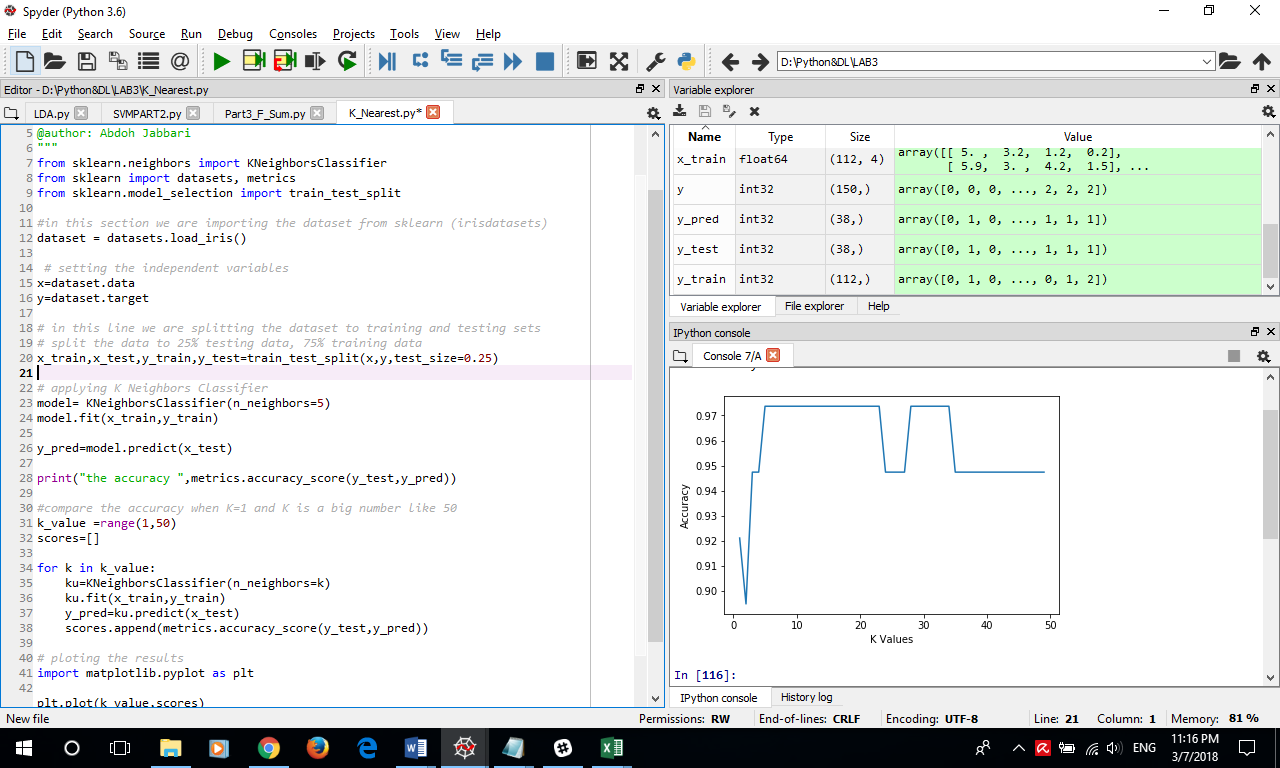 Spyder (Python 3.6)
File Edit Search Source Run Debug Consoles Projects Tools View Help
D:\Python&DL\LAB3
Editor - D:\Python&DL\LAB3\K_Nearest.py
LDA.py SVMPART2.py Part3_F_Sum.py K_Nearest.py*
5 @author: Abdoh Jabbari
6 """
7 from sklearn.neighbors import KNeighborsClassifier
8 from sklearn import datasets, metrics
9 from sklearn.model_selection import train_test_split
10
11 #in this section we are importing the dataset from sklearn (irisdatasets)
12 dataset = datasets.load_iris()
13
14 # setting the independent variables
15 x=dataset.data
16 y=dataset.target
17
18 # in this line we are splitting the dataset to training and testing sets
19 # split the data to 25% testing data, 75% training data
20 x_train,x_test,y_train,y_test=train_test_split(x,y,test_size=0.25)
21
22 # applying K Neighbors Classifier
23 model= KNeighborsClassifier(n_neighbors=5)
24 model.fit(x_train,y_train)
25
26 y_pred=model.predict(x_test)
27
28 print("the accuracy ",metrics.accuracy_score(y_test,y_pred))
29
30 #compare the accuracy when K=1 and K is a big number like 50
31 k_value =range(1,50)
32 scores=[]
33
34 for k in k_value:
35 ku=KNeighborsClassifier(n_neighbors=k)
36 ku.fit(x_train,y_train)
37 y_pred=ku.predict(x_test)
38 scores.append(metrics.accuracy_score(y_test,y_pred))
39
40 # ploting the results
41 import matplotlib.pyplot as plt
42
plt.plot(k_value,scores)
Variable explorer
Name Type Size Value
x_train float64 (112, 4) array([[ 5. , 3.2, 1.2, 0.2],
[ 5.9, 3. , 4.2, 1.5], ...
y int32 (150,) array([0, 0, 0, ..., 2, 2, 2])
y_pred int32 (38,) array([0, 1, 0, ..., 1, 1, 1])
y_test int32 (38,) array([0, 1, 0, ..., 1, 1, 1])
y_train int32 (112,) array([0, 1, 0, ..., 0, 1, 2])
Variable explorer File explorer Help
IPython console
Console 7/A
0.97
0.96
0.95
0.94
0.93
0.92
0.91
0.90
Accuracy
0 10 20 30 40 50
K Values
In [116]:
IPython console History log
New file Permissions: RW End-of-lines: CRLF Encoding: UTF-8 Line: 21 Column: 1 Memory: 81 %
ENG
11:16 PM
3/7/2018